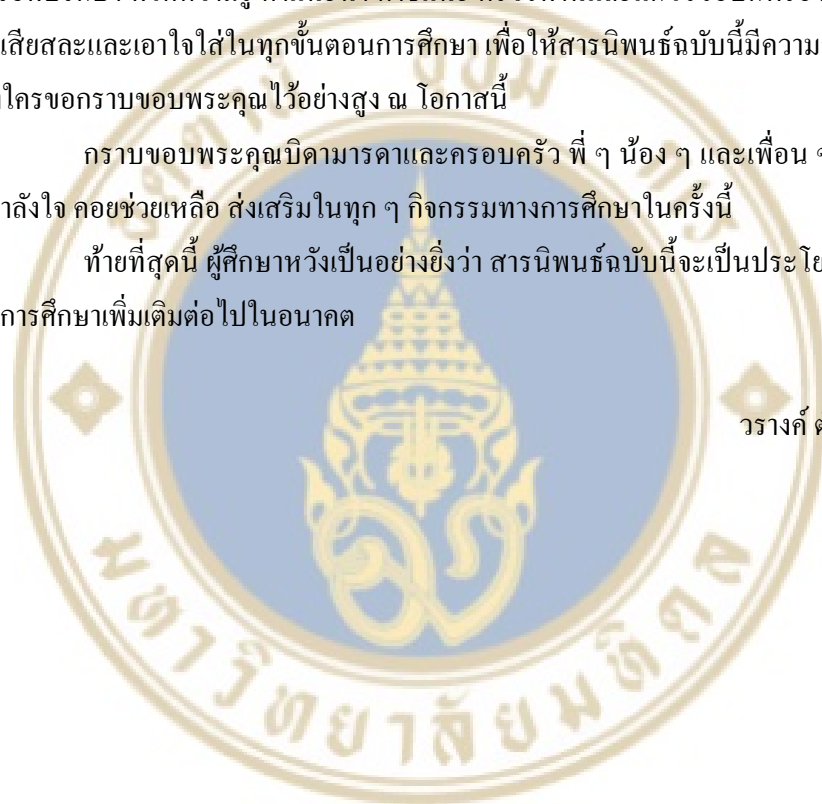 เสียสละและเอาใจใส่ในทุกขั้นตอนการศึกษา เพื่อให้สารนิพนธ์ฉบับนี้มีความ
ใครขอกราบขอบพระคุณไว้อย่างสูง ณ โอกาสนี้
กราบขอบพระคุณบิดามารดาและครอบครัว พี่ ๆ น้อง ๆ และเพื่อน ๆ
ลังใจ คอยช่วยเหลือ ส่งเสริมในทุก ๆ กิจกรรมทางการศึกษาในครั้งนี้
ท้ายที่สุดนี้ ผู้ศึกษาหวังเป็นอย่างยิ่งว่า สารนิพนธ์ฉบับนี้จะเป็นประโย
การศึกษาเพิ่มเติมต่อไปในอนาคต
วรางค์
มหาวิทยาลัยมหิดล